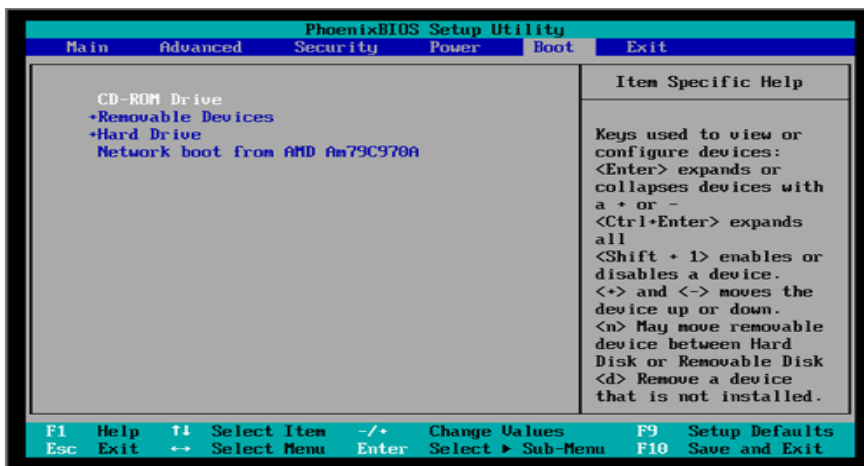 PhoenixBIOS Setup Utility
Main Advanced Security Power Boot Exit
CD-ROM Drive
+Removable Devices
+Hard Drive
Network boot from AMD Am79C970A
Item Specific Help
Keys used to view or
configure devices:
<Enter> expands or
collapses devices with
a + or -
<Ctrl+Enter> expands
all
<Shift + 1> enables or
disables a device.
<+> and <-> moves the
device up or down.
<n> May move removable
device between Hard
Disk or Removable Disk
<d> Remove a device
that is not installed.
F1 Help ↑↓ Select Item -/+ Change Values F9 Setup Defaults
Esc Exit ↔ Select Menu Enter Select ▶ Sub-Menu F10 Save and Exit